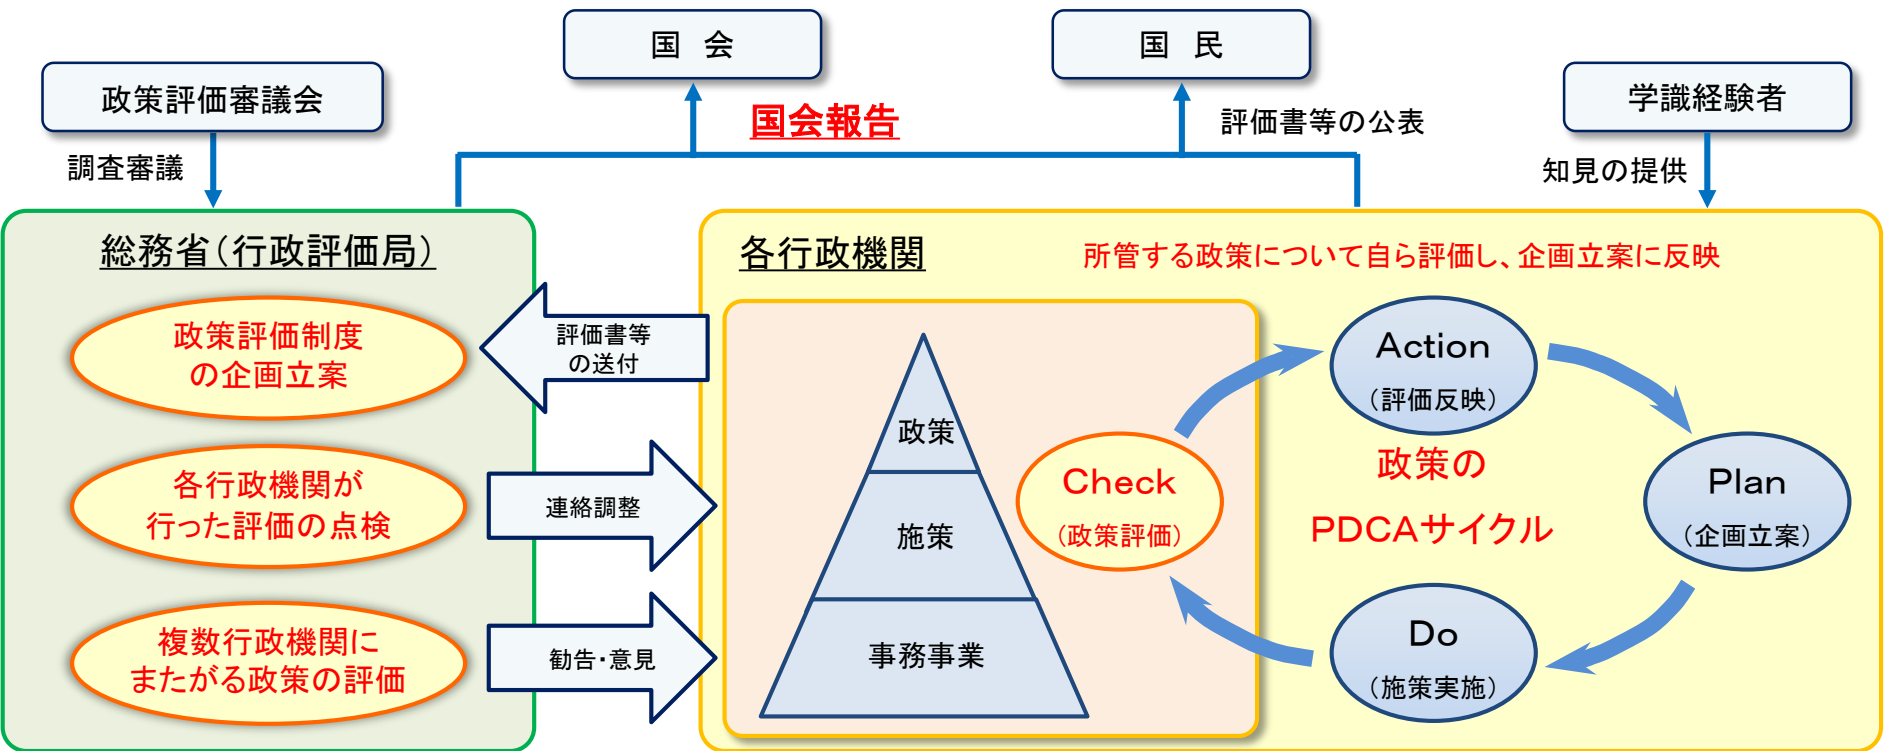 国　会
国　民
政策評価審議会
学識経験者
国会報告
評価書等の公表
調査審議
知見の提供
総務省（行政評価局）
各行政機関
所管する政策について自ら評価し、企画立案に反映
政策評価制度
の企画立案
評価書等
の送付
各行政機関が
行った評価の点検
連絡調整
複数行政機関に
またがる政策の評価
勧告・意見
政策
施策
事務事業
Check
（政策評価）
Action
（評価反映）
政策の
PDCAサイクル
Plan
（企画立案）
Do
（施策実施）